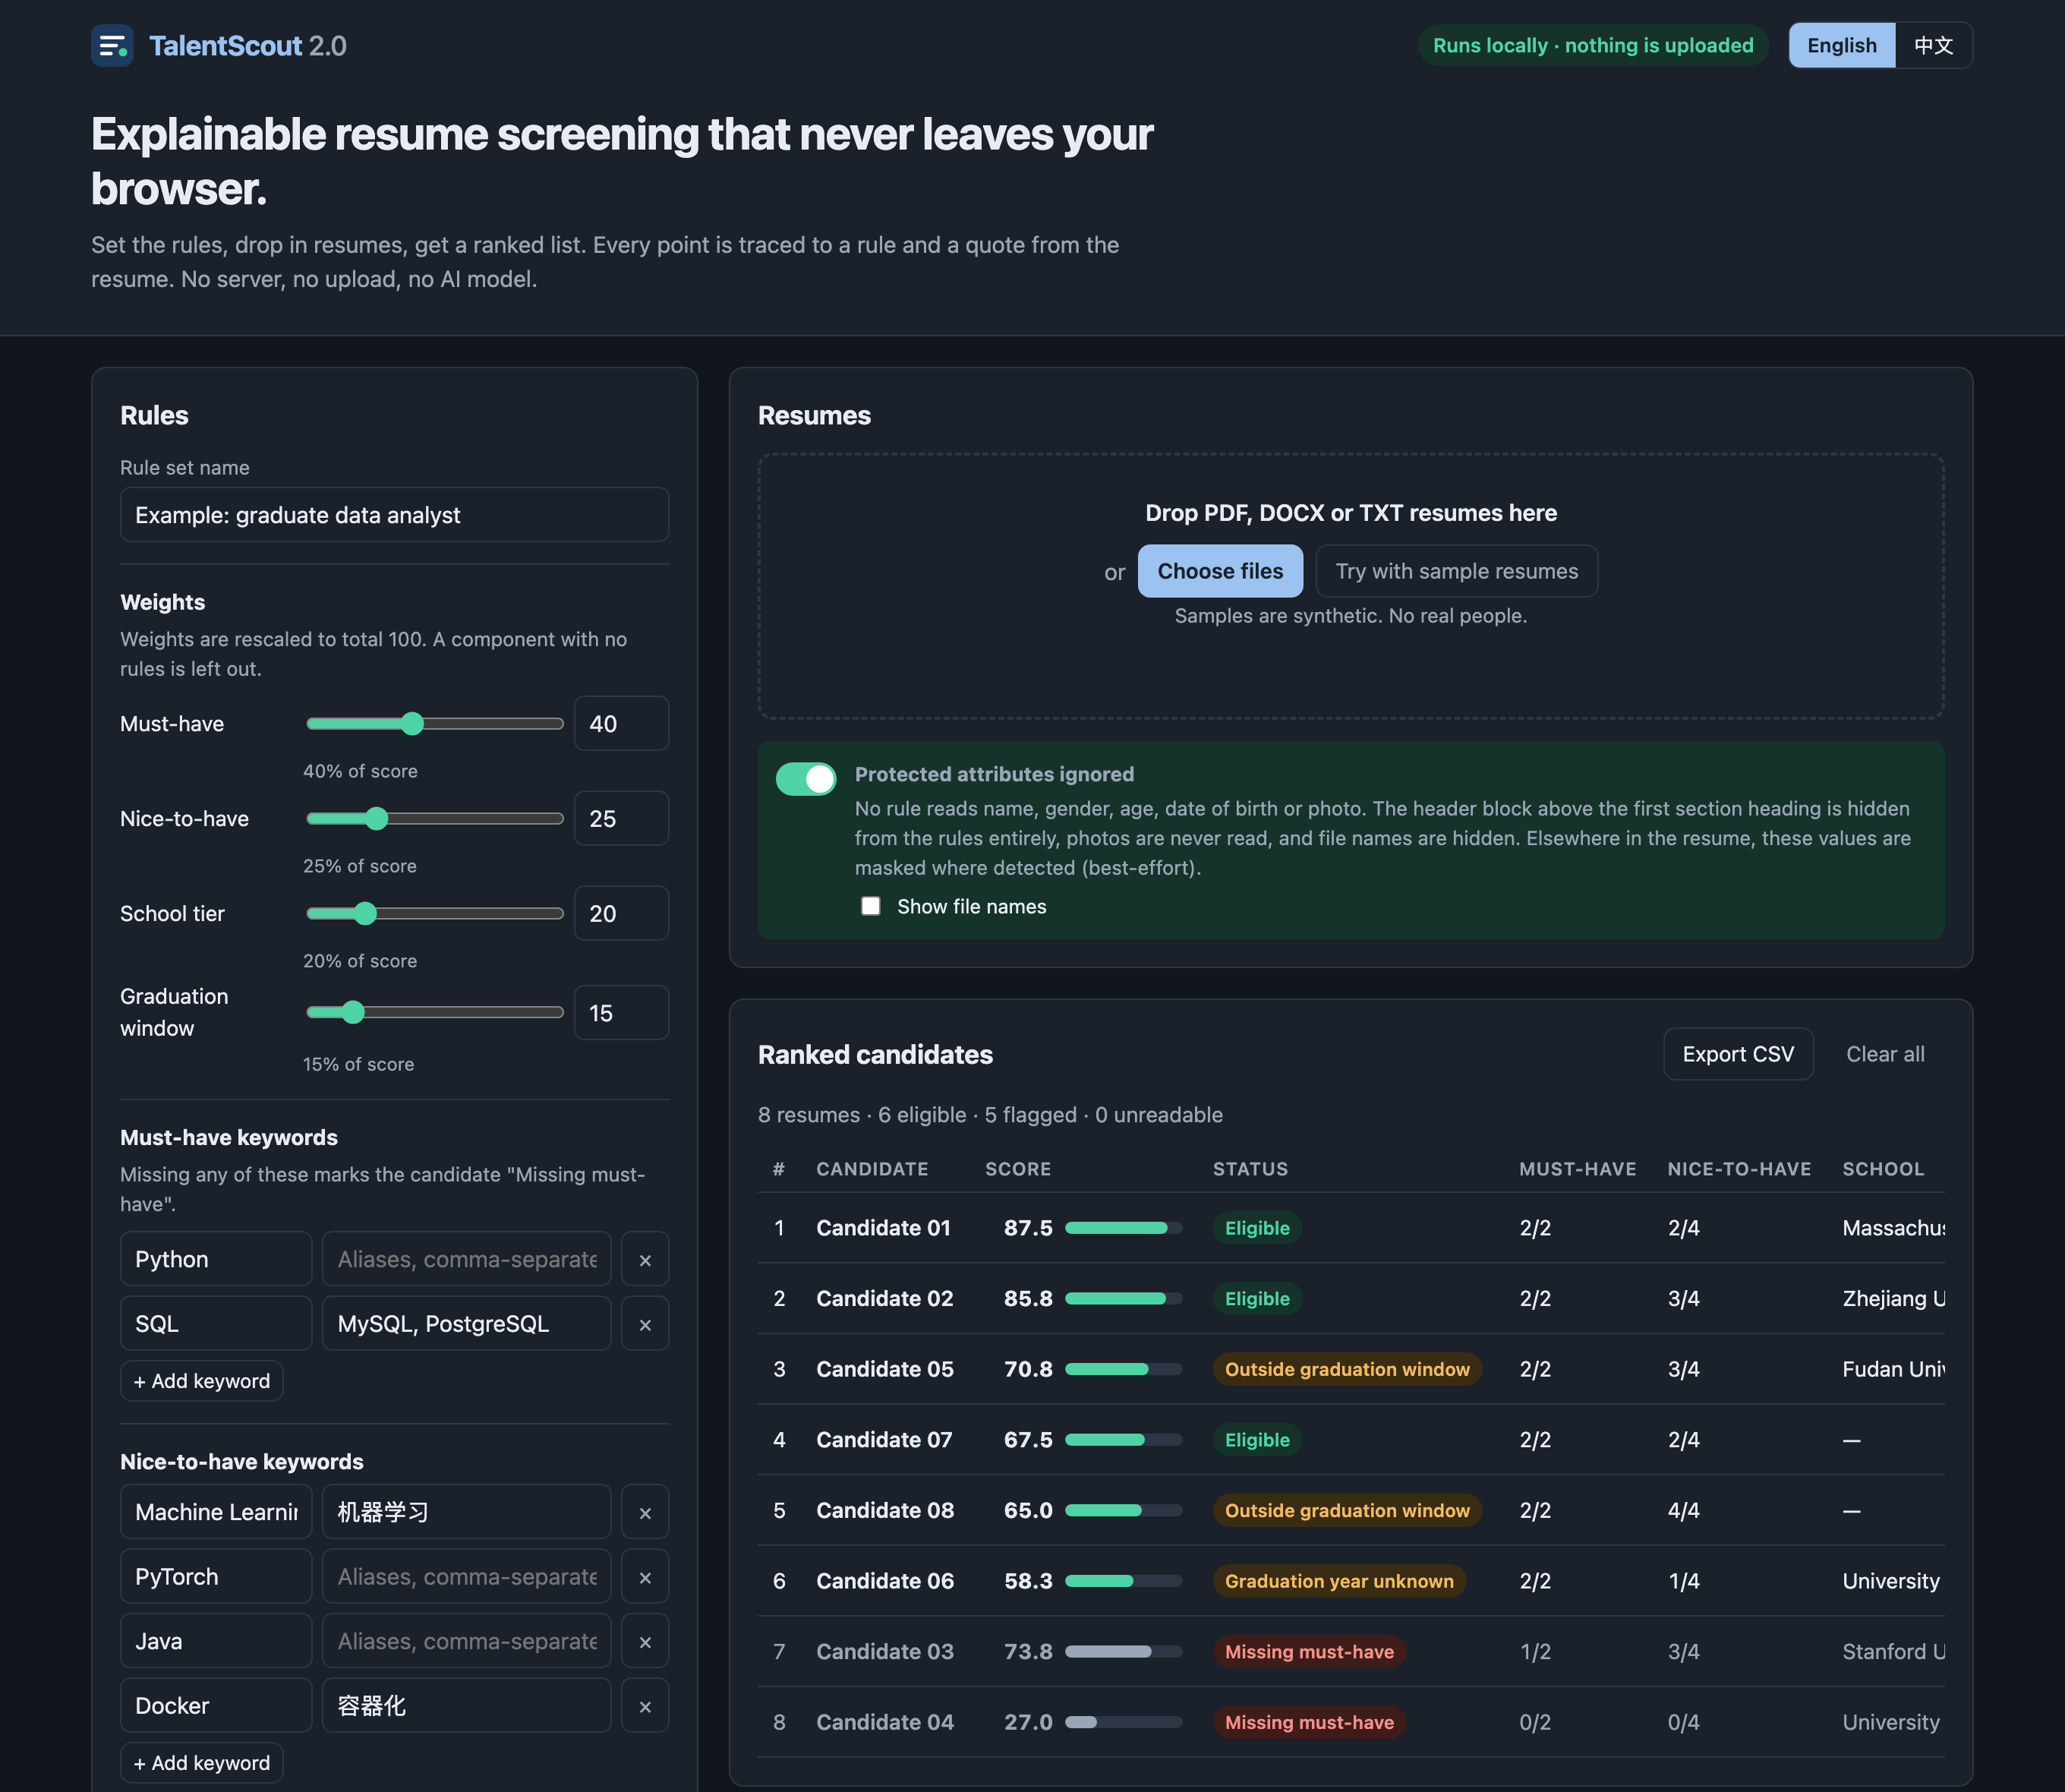 TalentScout 2.0
Runs locally · nothing is uploaded
English
中文
Explainable resume screening that never leaves your
browser.
Set the rules, drop in resumes, get a ranked list. Every point is traced to a rule and a quote from the
resume. No server, no upload, no AI model.
Rules
Rule set name
Example: graduate data analyst
Weights
Weights are rescaled to total 100. A component with no
rules is left out.
Must-have 40
40% of score
Nice-to-have 25
25% of score
School tier 20
20% of score
Graduation
window 15
15% of score
Must-have keywords
Missing any of these marks the candidate "Missing must-
have".
Python Aliases, comma-separate ×
SQL MySQL, PostgreSQL ×
+ Add keyword
Nice-to-have keywords
Machine Learnin 机器学习 ×
PyTorch Aliases, comma-separate ×
Java Aliases, comma-separate ×
Docker 容器化 ×
+ Add keyword
Resumes
Drop PDF, DOCX or TXT resumes here
or Choose files Try with sample resumes
Samples are synthetic. No real people.
Protected attributes ignored
No rule reads name, gender, age, date of birth or photo. The header block above the first section heading is hidden
from the rules entirely, photos are never read, and file names are hidden. Elsewhere in the resume, these values are
masked where detected (best-effort).
Show file names
Ranked candidates
Export CSV
Clear all
8 resumes · 6 eligible · 5 flagged · 0 unreadable
# CANDIDATE SCORE STATUS MUST-HAVE NICE-TO-HAVE SCHOOL
1 Candidate 01 87.5 Eligible 2/2 2/4 Massachus
2 Candidate 02 85.8 Eligible 2/2 3/4 Zhejiang U
3 Candidate 05 70.8 Outside graduation window 2/2 3/4 Fudan Univ
4 Candidate 07 67.5 Eligible 2/2 2/4 —
5 Candidate 08 65.0 Outside graduation window 2/2 4/4 —
6 Candidate 06 58.3 Graduation year unknown 2/2 1/4 University
7 Candidate 03 73.8 Missing must-have 1/2 3/4 Stanford U
8 Candidate 04 27.0 Missing must-have 0/2 0/4 University